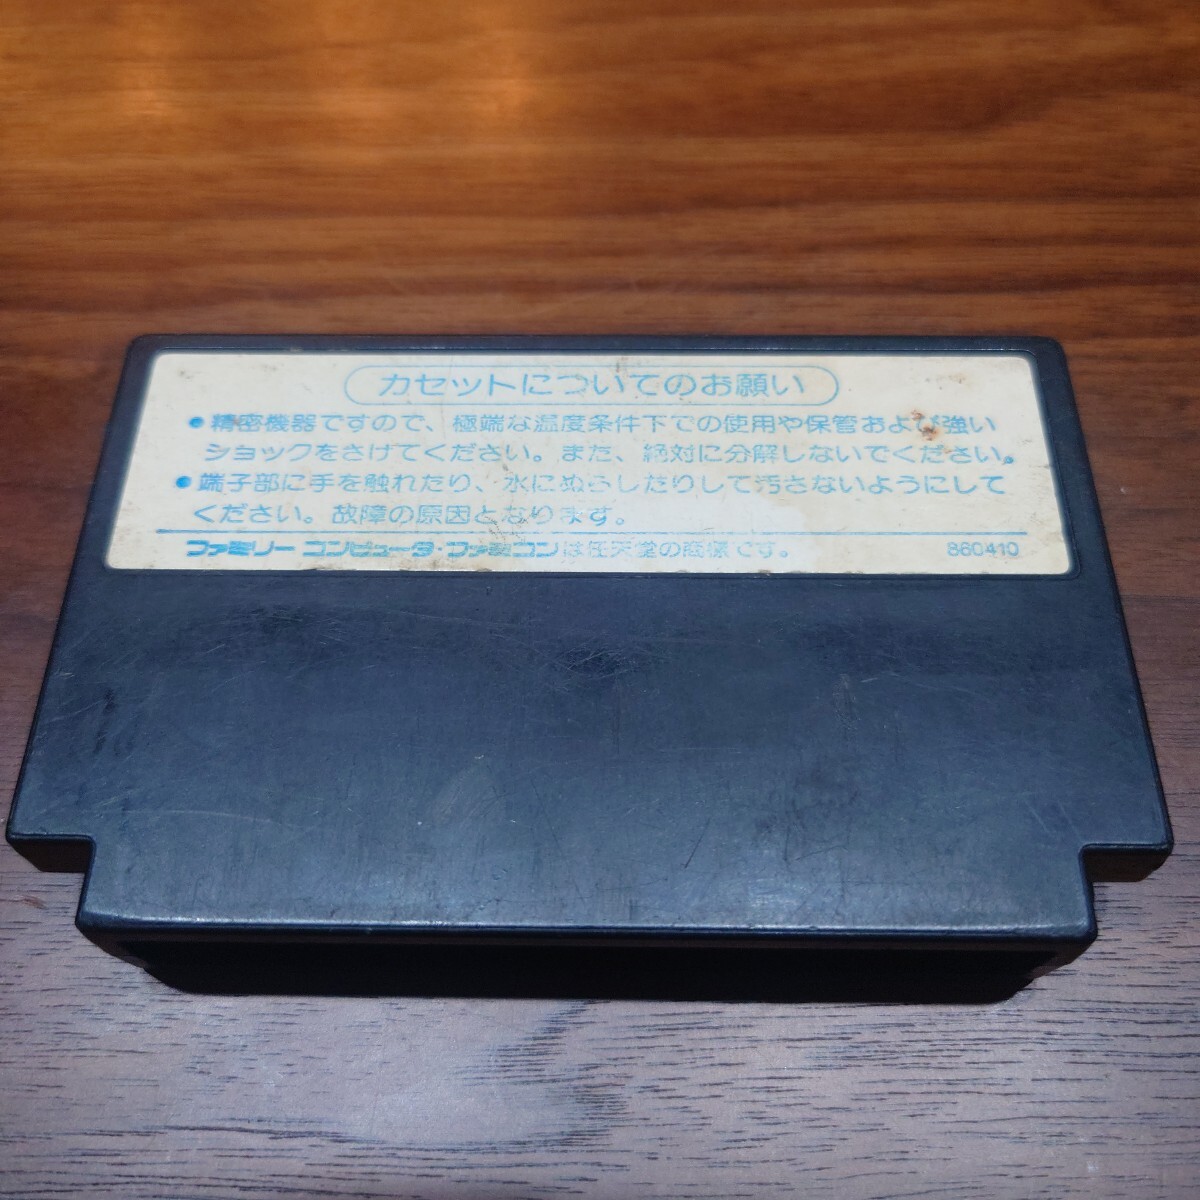 カセットについてのお願い
●精密機器ですので、極端な温度条件下での使用や保管および強い
ショックをさけてください。また、絶対に分解しないでください。
●端子部に手を触れたり、水にぬらしたりして汚さないようにして
ください。故障の原因となります。
ファミリー コンピュータ・ファミコンは任天堂の商標です。 860410